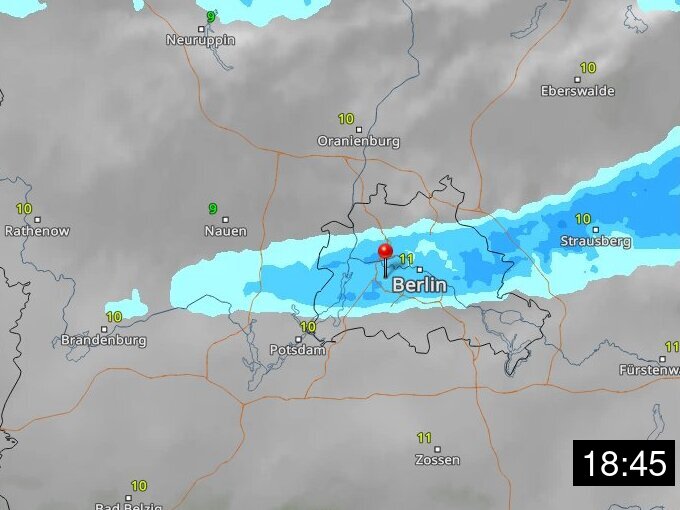 9
Neuruppin
10
Eberswalde
10
Oranienburg
10
Rathenow
9
Nauen
10
Strausberg
11
Berlin
10
Brandenburg
10
Potsdam
11
Fürstenw
11
Zossen
18:45
10
Bad Belzig